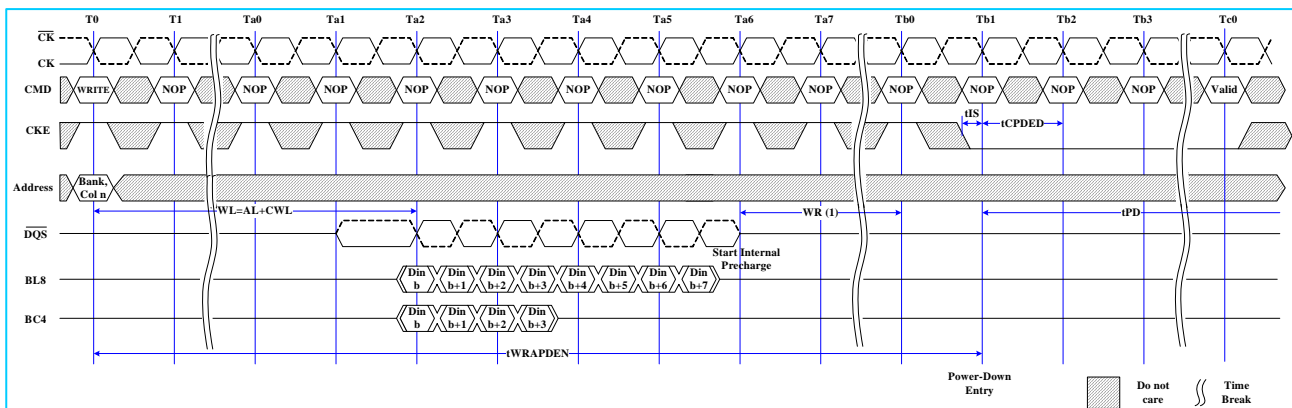 T0 T1 Ta0 Ta1 Ta2 Ta3 Ta4 Ta5 Ta6 Ta7 Tb0 Tb1 Tb2 Tb3 Tc0
CK
CK
CMD WRITE NOP NOP NOP NOP NOP NOP NOP NOP NOP NOP NOP NOP NOP Valid
tIS
CKE tCPDED
Address Bank, Col n
WL=AL+CWL WR (1) tPD
DQS
Start Internal
Precharge
BL8 Din b Din b+1 Din b+2 Din b+3 Din b+4 Din b+5 Din b+6 Din b+7
BC4 Din b Din b+1 Din b+2 Din b+3
tWRAPDEN
Power-Down
Entry
Do not
care
Time
Break